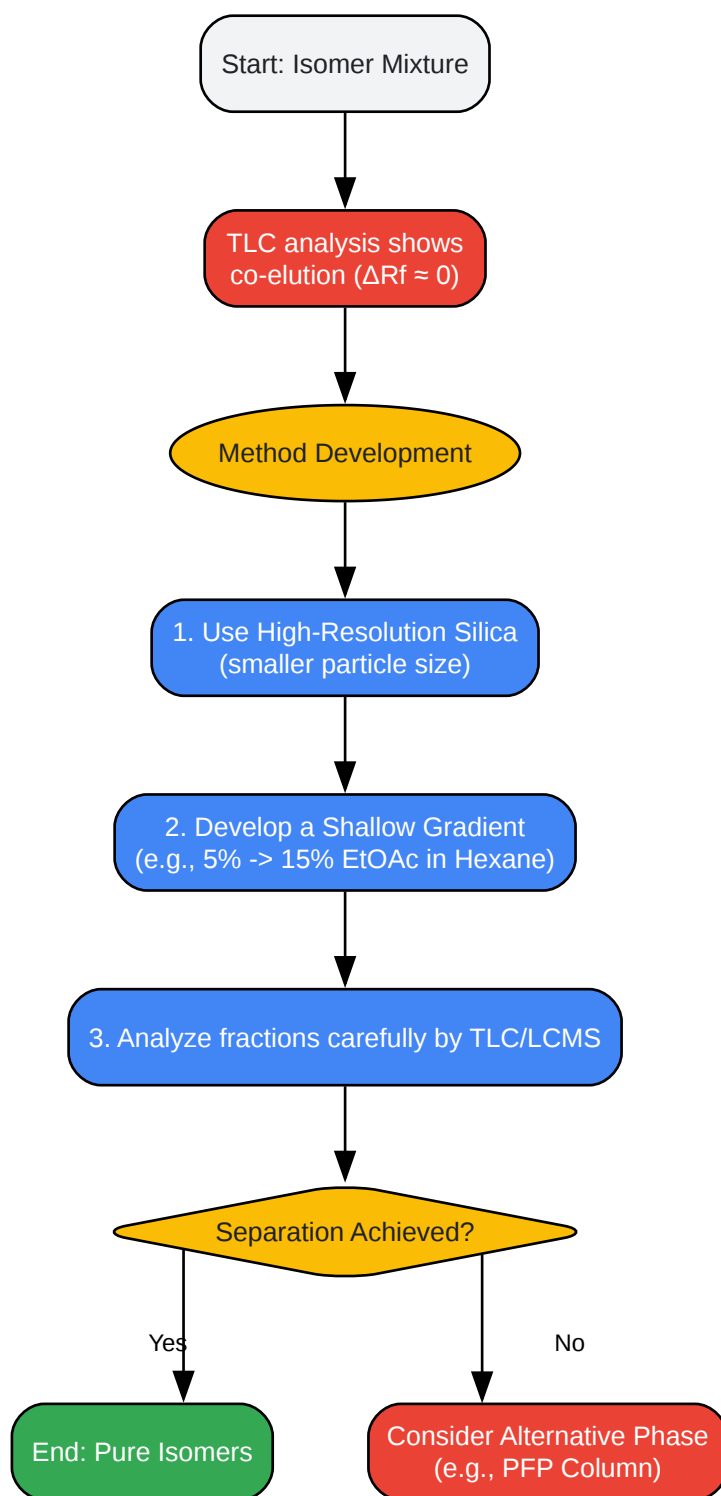 Start: Isomer Mixture
TLC analysis shows
co-elution (ΔRf ≈ 0)
Method Development
1. Use High-Resolution Silica
(smaller particle size)
2. Develop a Shallow Gradient
(e.g., 5% -> 15% EtOAc in Hexane)
3. Analyze fractions carefully by TLC/LCMS
Separation Achieved?
Yes
No
End: Pure Isomers
Consider Alternative Phase
(e.g., PFP Column)